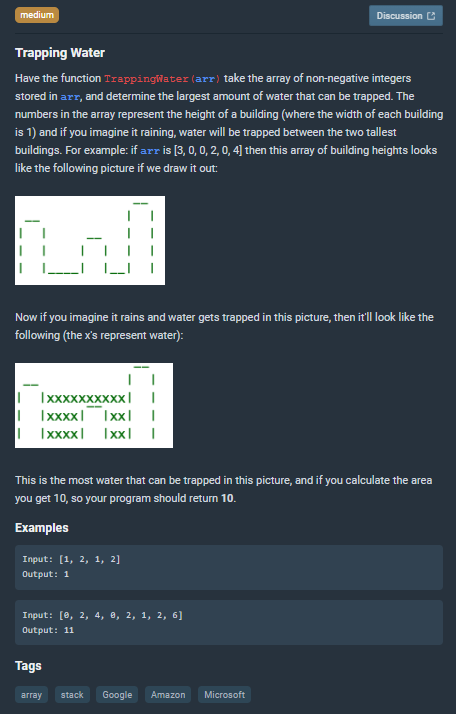 medium
Discussion
Trapping Water
Have the function TrappingWater(arr) take the array of non-negative integers
stored in arr, and determine the largest amount of water that can be trapped. The
numbers in the array represent the height of a building (where the width of each building
is 1) and if you imagine it raining, water will be trapped between the two tallest
buildings. For example: if arr is [3, 0, 0, 2, 0, 4] then this array of building heights looks
like the following picture if we draw it out:
Now if you imagine it rains and water gets trapped in this picture, then it'll look like the
following (the x's represent water):
xxxxxxxxxx
xxxx xx
xxxx xx
This is the most water that can be trapped in this picture, and if you calculate the area
you get 10, so your program should return 10.
Examples
Input: [1, 2, 1, 2]
Output: 1
Input: [0, 2, 4, 0, 2, 1, 2, 6]
Output: 11
Tags
array stack Google Amazon Microsoft